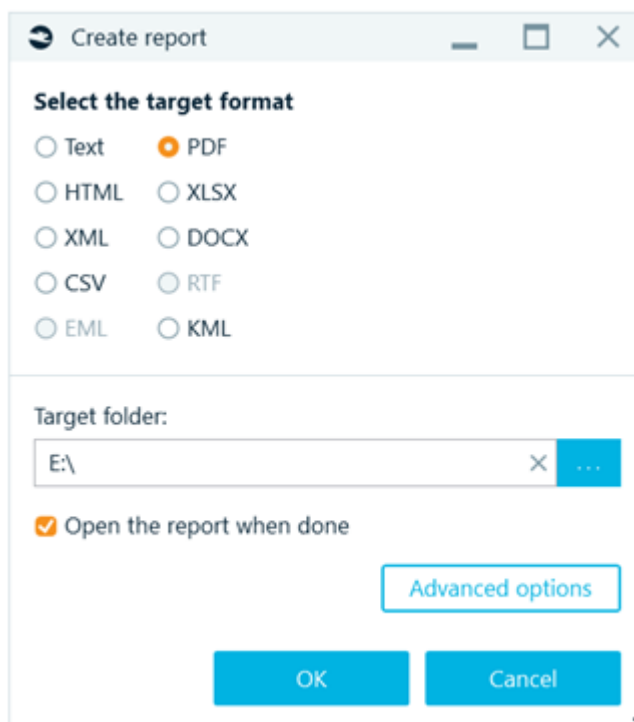 Create report
Select the target format
Text PDF
HTML XLSX
XML DOCX
CSV RTF
EML KML
Target folder:
E:\
...
Open the report when done
Advanced options
OK Cancel